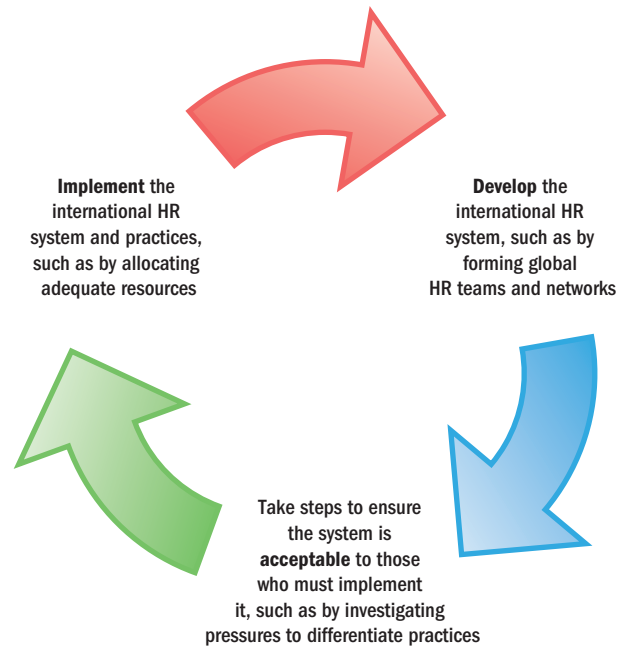 Implement the
international HR
system and practices,
such as by allocating
adequate resources
Develop the
international HR
system, such as by
forming global
HR teams and networks
Take steps to ensure
the system is
acceptable to those
who must implement
it, such as by investigating
pressures to differentiate practices